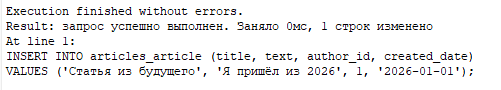 Execution finished without errors.
Result: запрос успешно выполнен. Заняло 0мс, 1 строк изменено
At line 1:
INSERT INTO articles_article (title, text, author_id, created_date)
VALUES ('Статья из будущего', 'Я пришёл из 2026', 1, '2026-01-01');